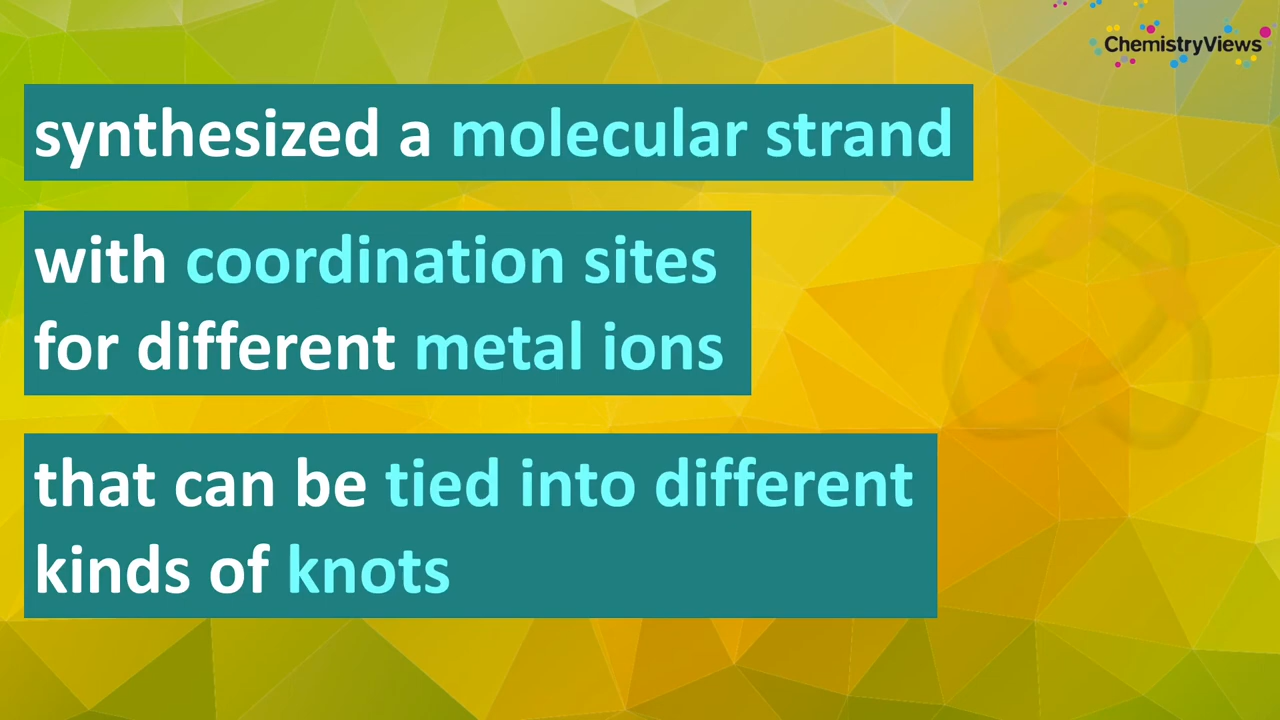 ChemistryViews
synthesized a molecular strand
with coordination sites
for different metal ions
that can be tied into different
kinds of knots